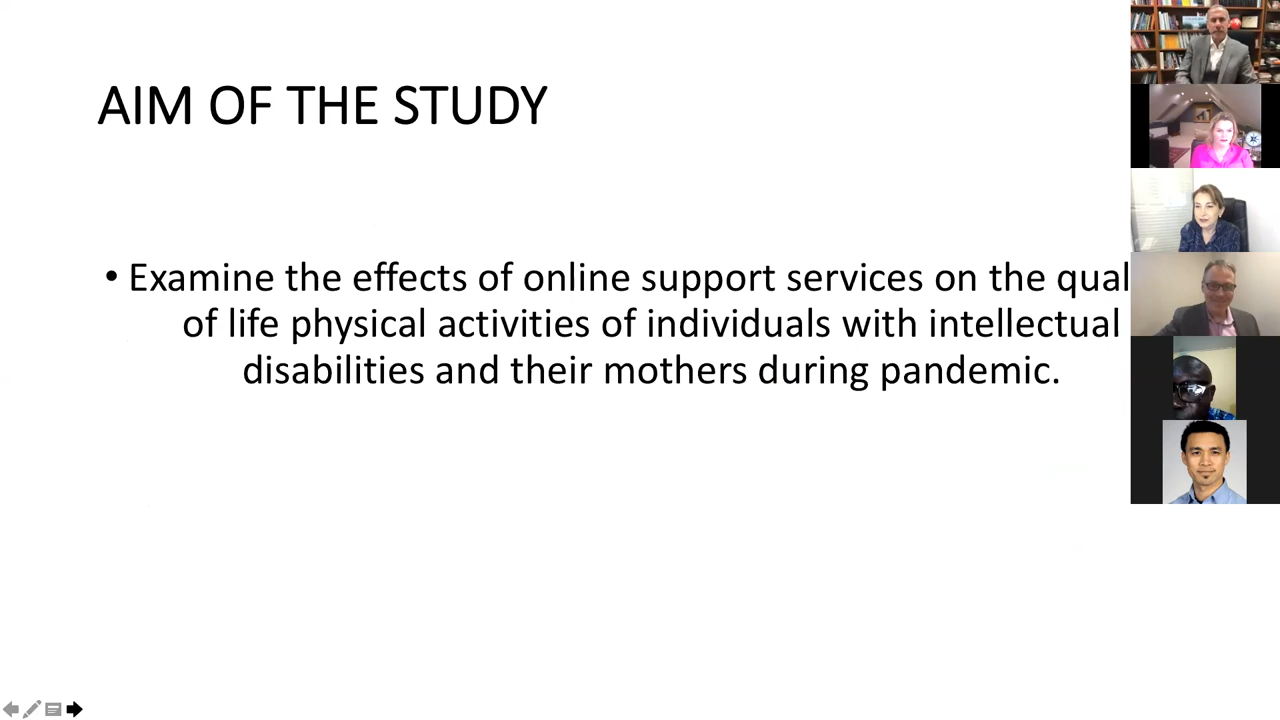 AIM OF THE STUDY
• Examine the effects of online support services on the qual
of life physical activities of individuals with intellectual
disabilities and their mothers during pandemic.